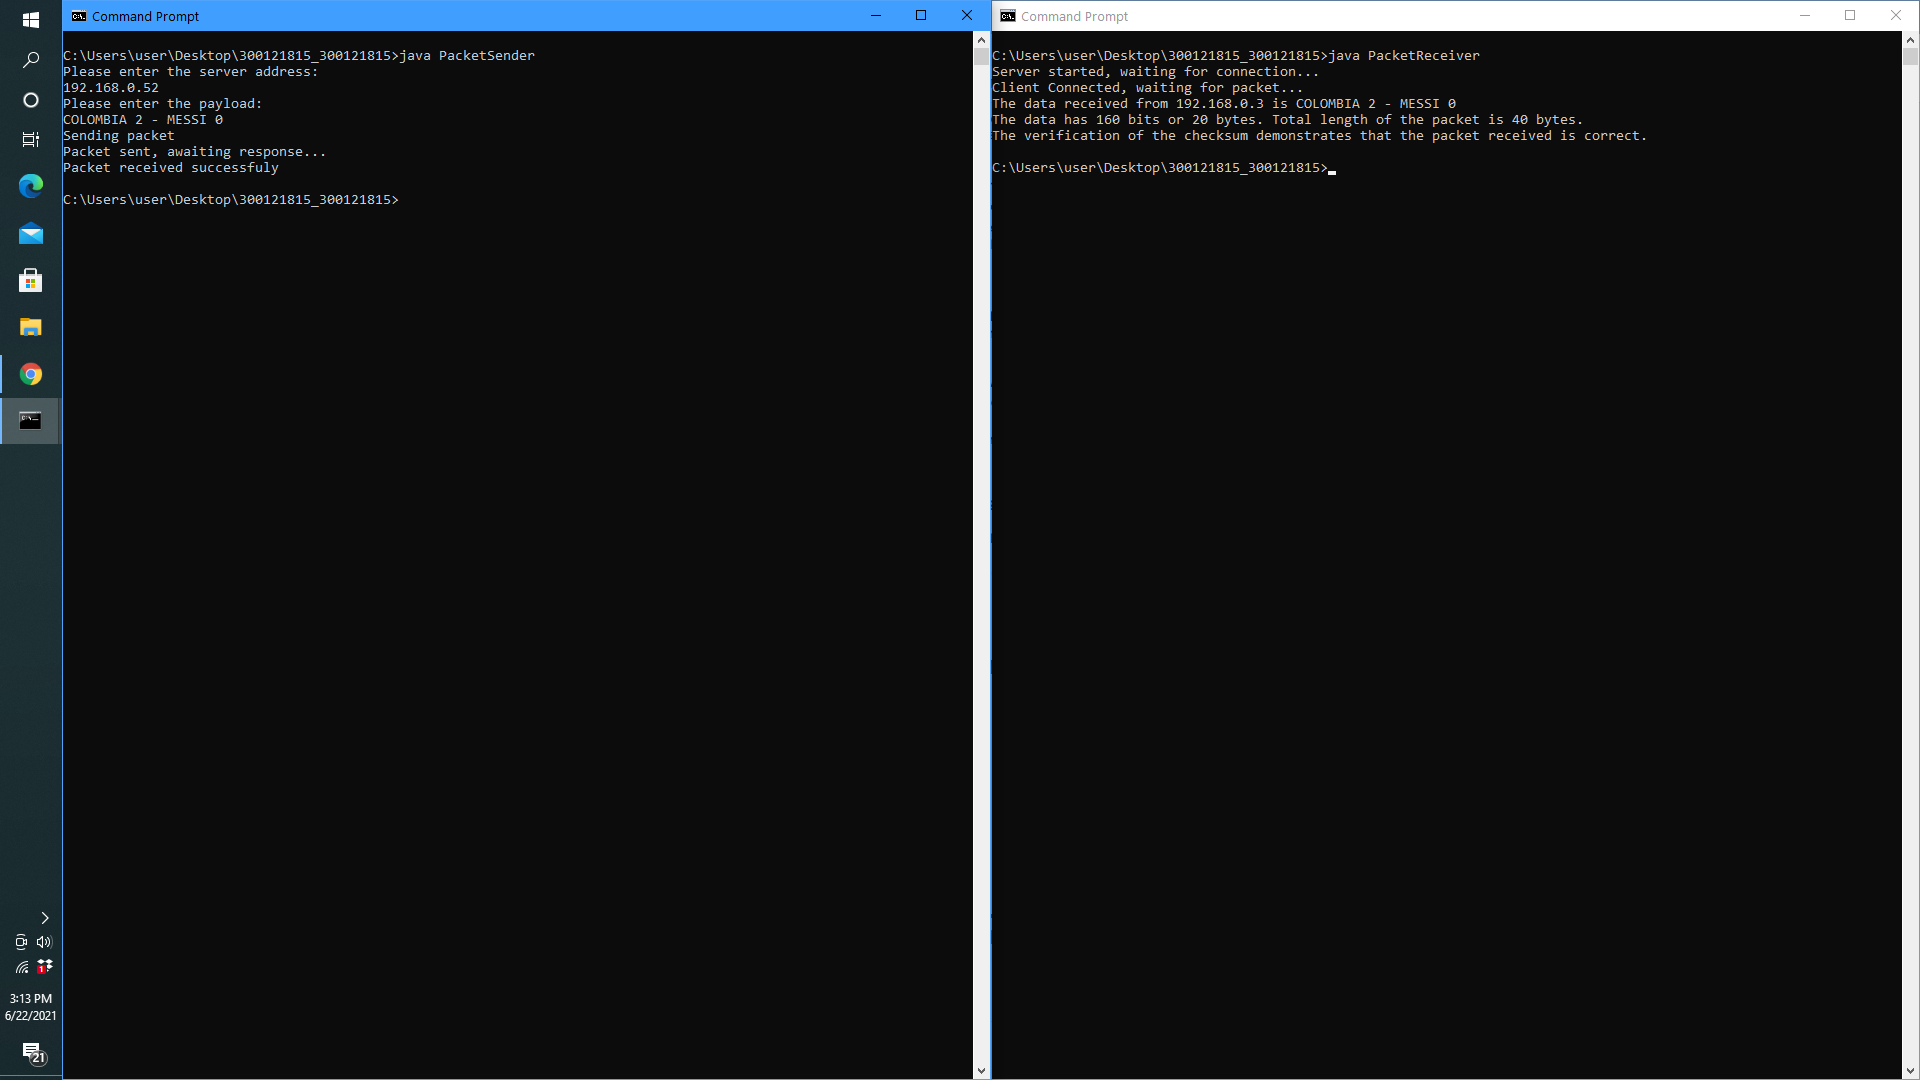 Command Prompt
C:\Users\user\Desktop\300121815_300121815>java PacketSender
Please enter the server address:
192.168.0.52
Please enter the payload:
COLOMBIA 2 - MESSI 0
Sending packet
Packet sent, awaiting response...
Packet received successfuly
C:\Users\user\Desktop\300121815_300121815>
Command Prompt
C:\Users\user\Desktop\300121815_300121815>java PacketReceiver
Server started, waiting for connection...
Client Connected, waiting for packet...
The data received from 192.168.0.3 is COLOMBIA 2 - MESSI 0
The data has 160 bits or 20 bytes. Total length of the packet is 40 bytes.
The verification of the checksum demonstrates that the packet received is correct.
C:\Users\user\Desktop\300121815_300121815>
1
3:13 PM
6/22/2021
21